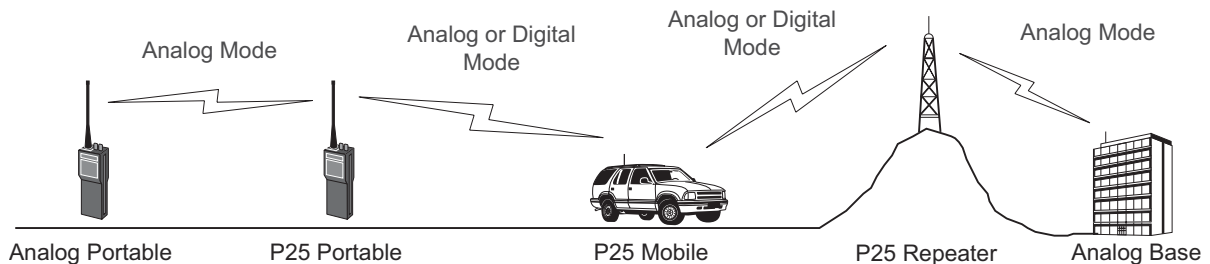 Analog Mode
Analog or Digital
Mode
Analog or Digital
Mode
Analog Mode
Analog Portable
P25 Portable
P25 Mobile
P25 Repeater
Analog Base